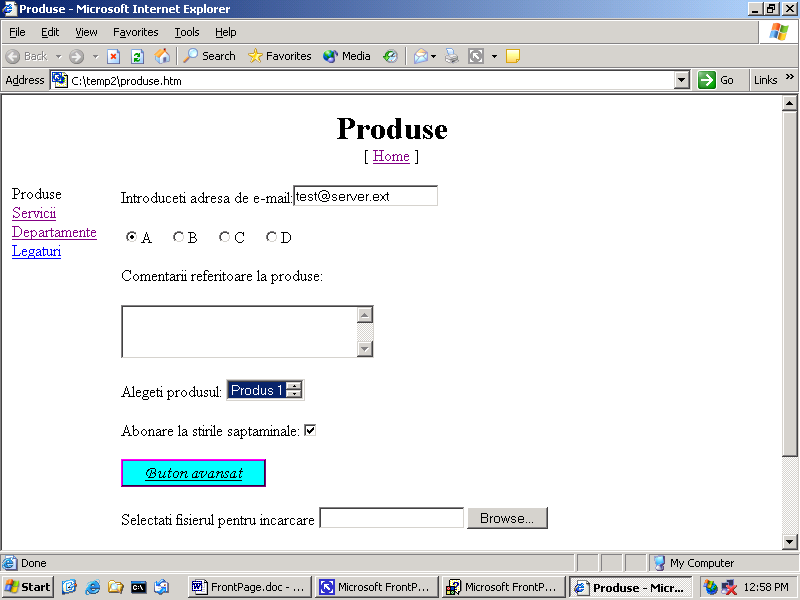 Produse - Microsoft Internet Explorer
File Edit View Favorites Tools Help
Back Search Favorites Media
Address C:\temp2\produse.htm Go Links »
Produse
[ Home ]
Produse
Servicii
Departamente
Legaturi
Introduceti adresa de e-mail: test@server.ext
A B C D
Comentarii referitoare la produse:
Alegeti produsul: Produs 1
Abonare la stirile saptaminale:
Buton avansat
Selectati fisierul pentru incarcare Browse...
Done My Computer
Start FrontPage.doc - ... Microsoft FrontP... Microsoft FrontP... Produse - Micr... 12:58 PM